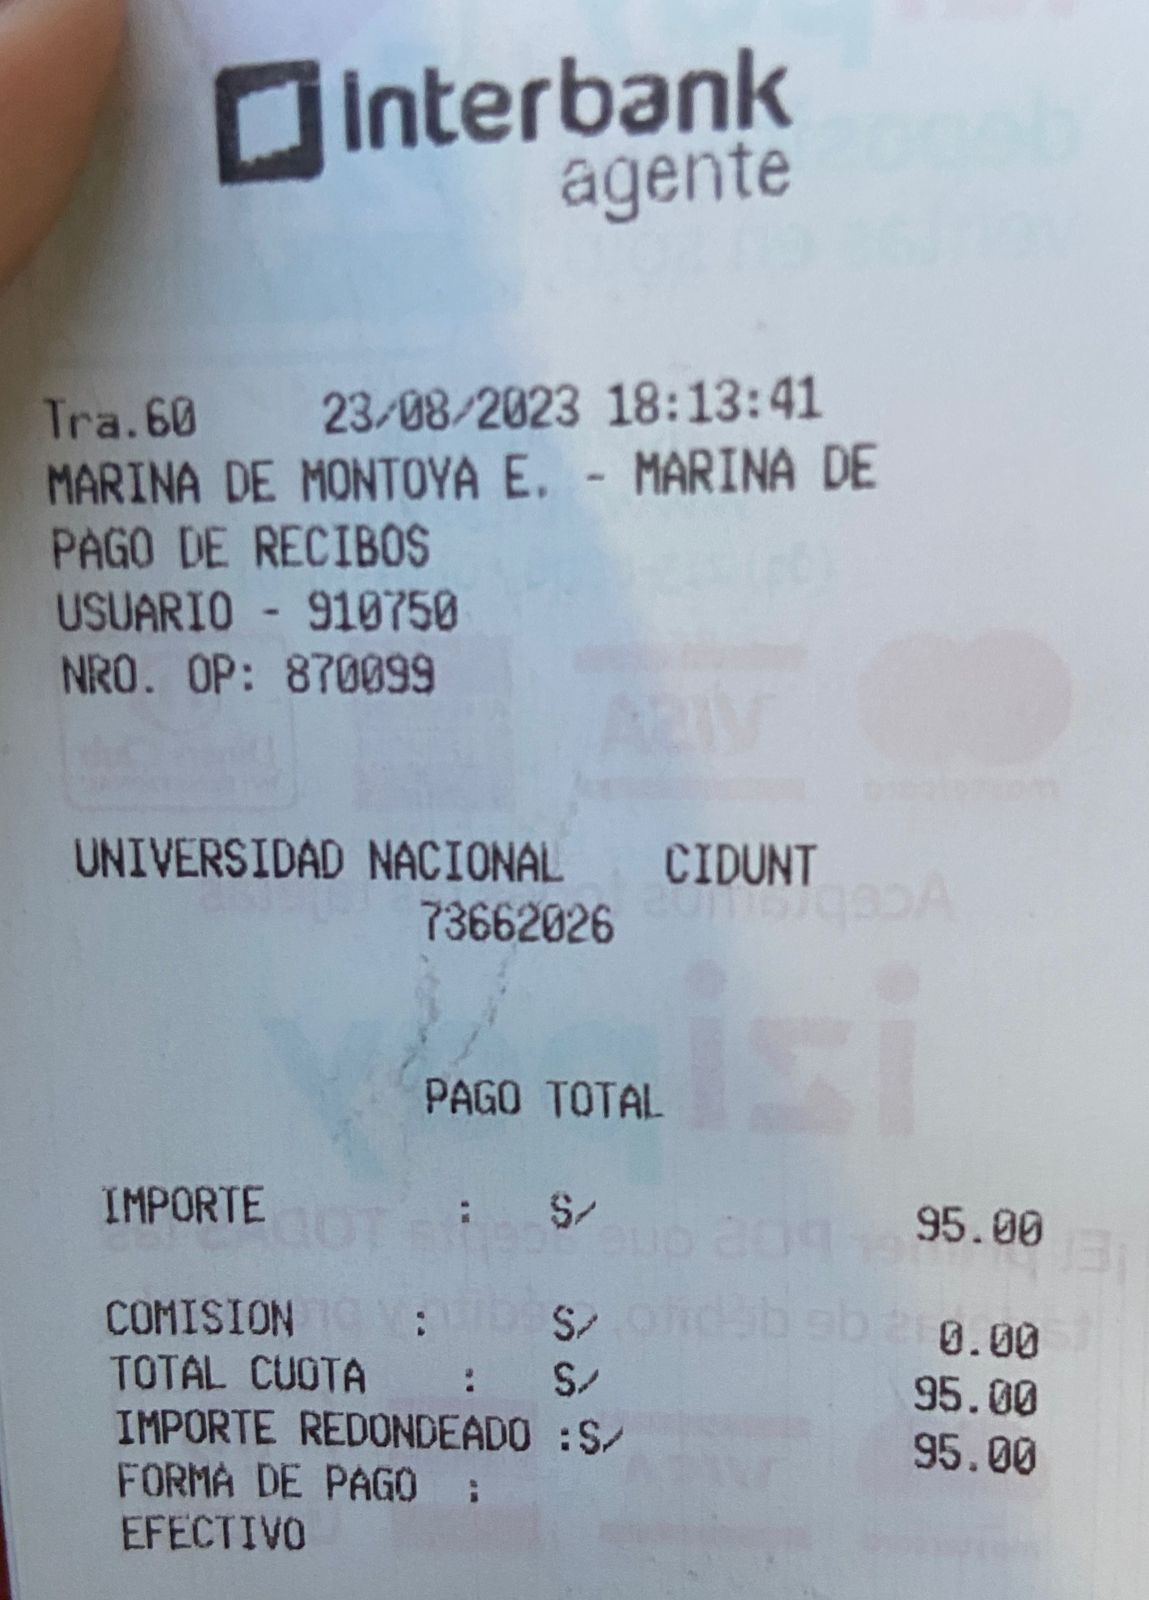 Interbank
agente
Tra.60 23/08/2023 18:13:41
MARINA DE MONTOYA E. - MARINA DE
PAGO DE RECIBOS
USUARIO - 910750
NRO. OP: 870099
UNIVERSIDAD NACIONAL CIDUNT
73662026
PAGO TOTAL
IMPORTE : S/ 95.00
COMISION : S/ 0.00
TOTAL CUOTA : S/ 95.00
IMPORTE REDONDEADO :S/ 95.00
FORMA DE PAGO :
EFECTIVO